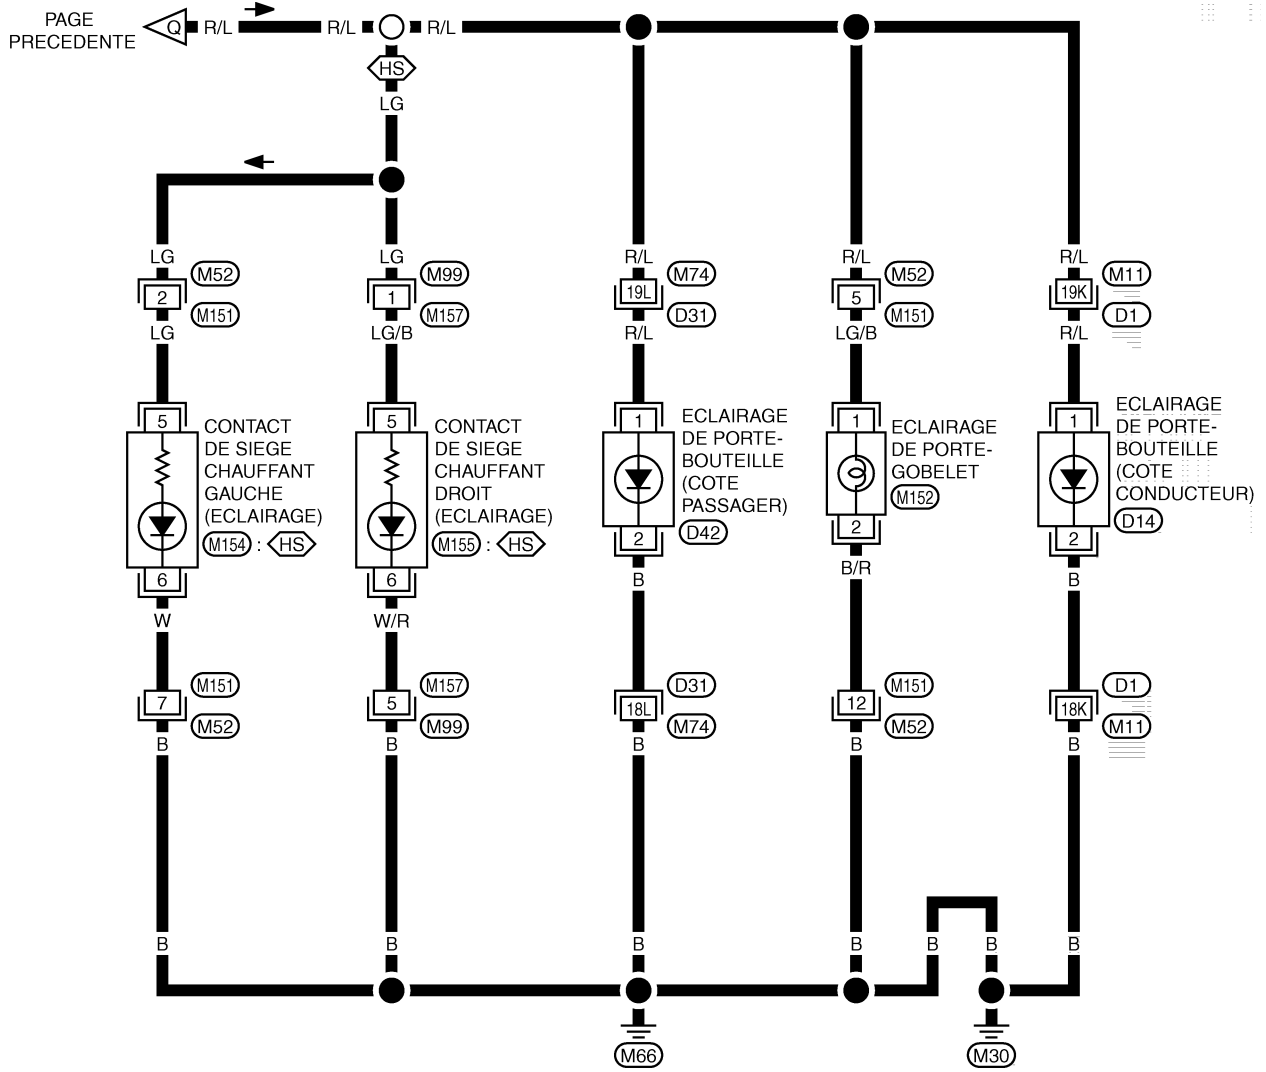 PAGE
PRECEDENTE
Q R/L R/L R/L
HS
LG
LG LG R/L R/L R/L
M52 M99 M74 M52 M11
2 1 19L 5 19K
M151 M157 D31 M151 D1
LG LG/B R/L LG/B R/L
5 5 1 1 1
CONTACT
DE SIEGE
CHAUFFANT
GAUCHE
(ECLAIRAGE)
M154 : HS
CONTACT
DE SIEGE
CHAUFFANT
DROIT
(ECLAIRAGE)
M155 : HS
ECLAIRAGE
DE PORTE-
BOUTEILLE
(COTE
PASSAGER)
D42
ECLAIRAGE
DE PORTE-
GOBELET
M152
ECLAIRAGE
DE PORTE-
BOUTEILLE
(COTE
CONDUCTEUR)
D14
6 6 2 2 2
W W/R B B/R B
M151 M157 D31 M151 D1
7 5 18L 12 18K
M52 M99 M74 M52 M11
B B B B B
B B B B B B B
M66 M30